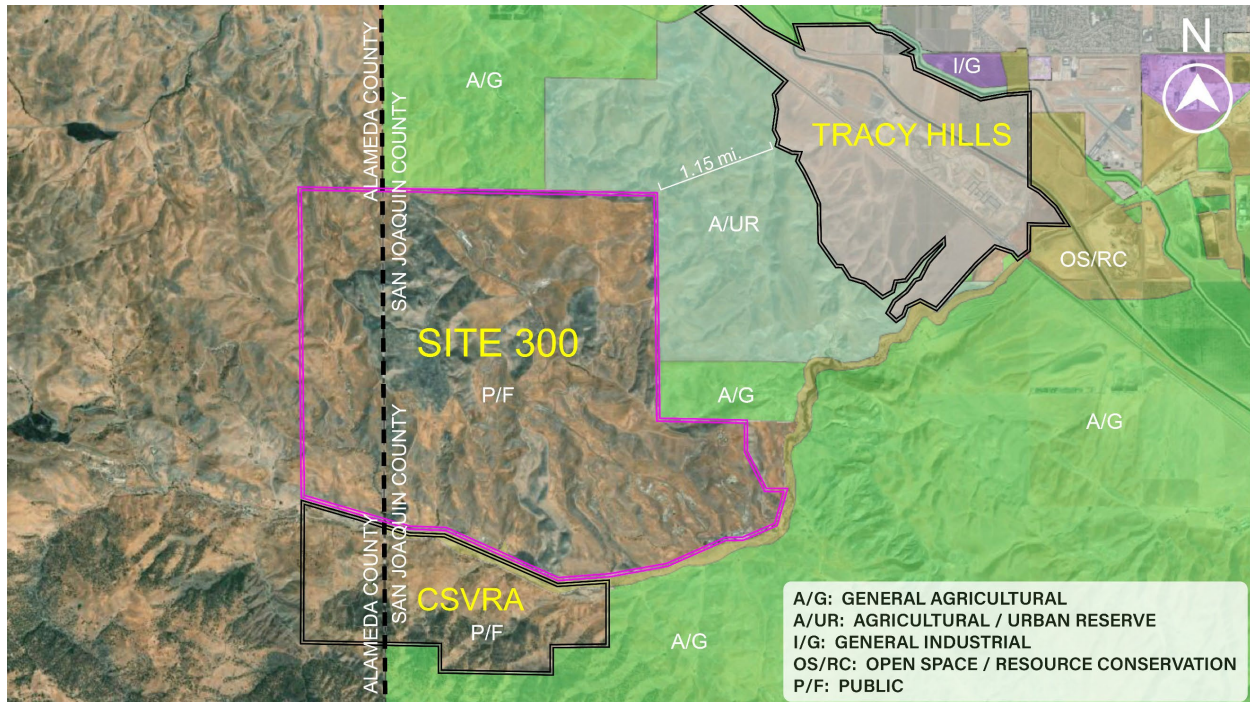 N
ALAMEDA COUNTY
SAN JOAQUIN COUNTY
A/G
I/G
TRACY HILLS
1.15 mi.
A/UR
OS/RC
SITE 300
P/F
A/G
A/G
ALAMEDA COUNTY
SAN JOAQUIN COUNTY
CSVRA
P/F
A/G
A/G: GENERAL AGRICULTURAL
A/UR: AGRICULTURAL / URBAN RESERVE
I/G: GENERAL INDUSTRIAL
OS/RC: OPEN SPACE / RESOURCE CONSERVATION
P/F: PUBLIC